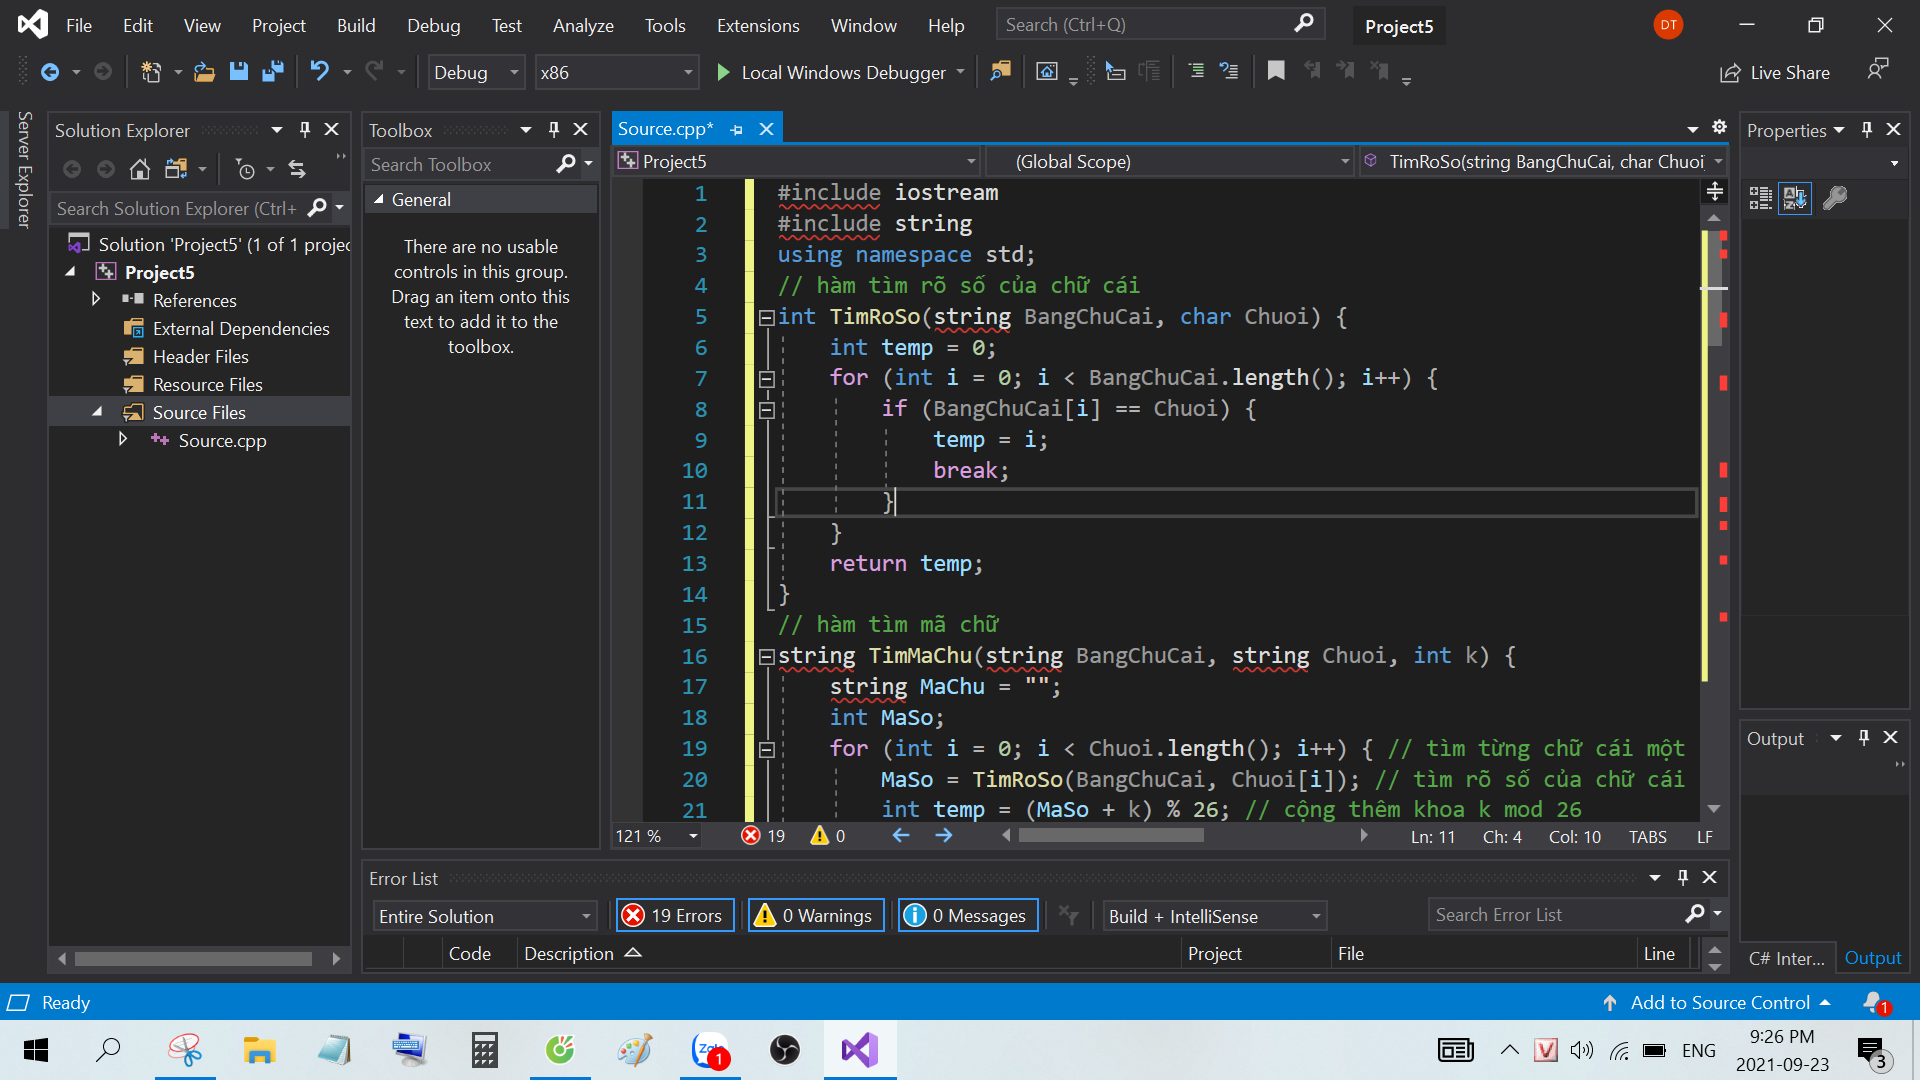 File Edit View Project Build Debug Test Analyze Tools Extensions Window Help Search (Ctrl+Q) Project5 DT
Debug x86 Local Windows Debugger Live Share
Server Explorer
Solution Explorer
Search Solution Explorer (Ctrl+
Solution 'Project5' (1 of 1 projec
Project5
References
External Dependencies
Header Files
Resource Files
Source Files
Source.cpp
Toolbox
Search Toolbox
General
There are no usable
controls in this group.
Drag an item onto this
text to add it to the
toolbox.
Source.cpp*
Project5 (Global Scope) TimRoSo(string BangChuCai, char Chuoi)
1 #include iostream
2 #include string
3 using namespace std;
4 // hàm tìm rõ số của chữ cái
5 int TimRoSo(string BangChuCai, char Chuoi) {
6 int temp = 0;
7 for (int i = 0; i < BangChuCai.length(); i++) {
8 if (BangChuCai[i] == Chuoi) {
9 temp = i;
10 break;
11 }
12 }
13 return temp;
14 }
15 // hàm tìm mã chữ
16 string TimMaChu(string BangChuCai, string Chuoi, int k) {
17 string MaChu = "";
18 int MaSo;
19 for (int i = 0; i < Chuoi.length(); i++) { // tìm từng chữ cái một
20 MaSo = TimRoSo(BangChuCai, Chuoi[i]); // tìm rõ số của chữ cái
21 int temp = (MaSo + k) % 26; // cộng thêm khoa k mod 26
121 % 19 0 Ln: 11 Ch: 4 Col: 10 TABS LF
Error List
Entire Solution 19 Errors 0 Warnings 0 Messages Build + IntelliSense Search Error List
Code Description Project File Line
Properties
Output
C# Inter... Output
Ready Add to Source Control 1
Zalo 1 V ENG 9:26 PM
2021-09-23 3